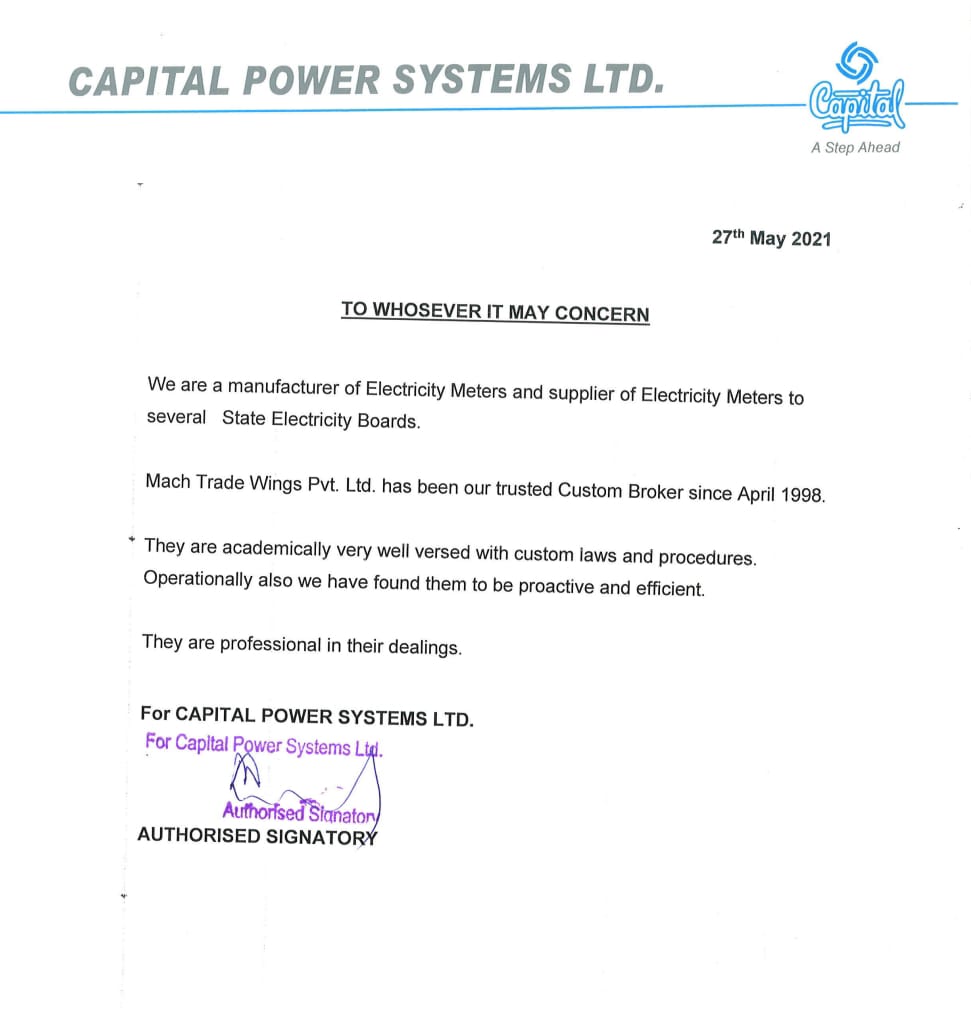 CAPITAL POWER SYSTEMS LTD.
Capital
A Step Ahead
27th May 2021
TO WHOSEVER IT MAY CONCERN
We are a manufacturer of Electricity Meters and supplier of Electricity Meters to
several State Electricity Boards.
Mach Trade Wings Pvt. Ltd. has been our trusted Custom Broker since April 1998.
They are academically very well versed with custom laws and procedures.
Operationally also we have found them to be proactive and efficient.
They are professional in their dealings.
For CAPITAL POWER SYSTEMS LTD.
For Capital Power Systems Ltd.
Authorised Signatory
AUTHORISED SIGNATORY